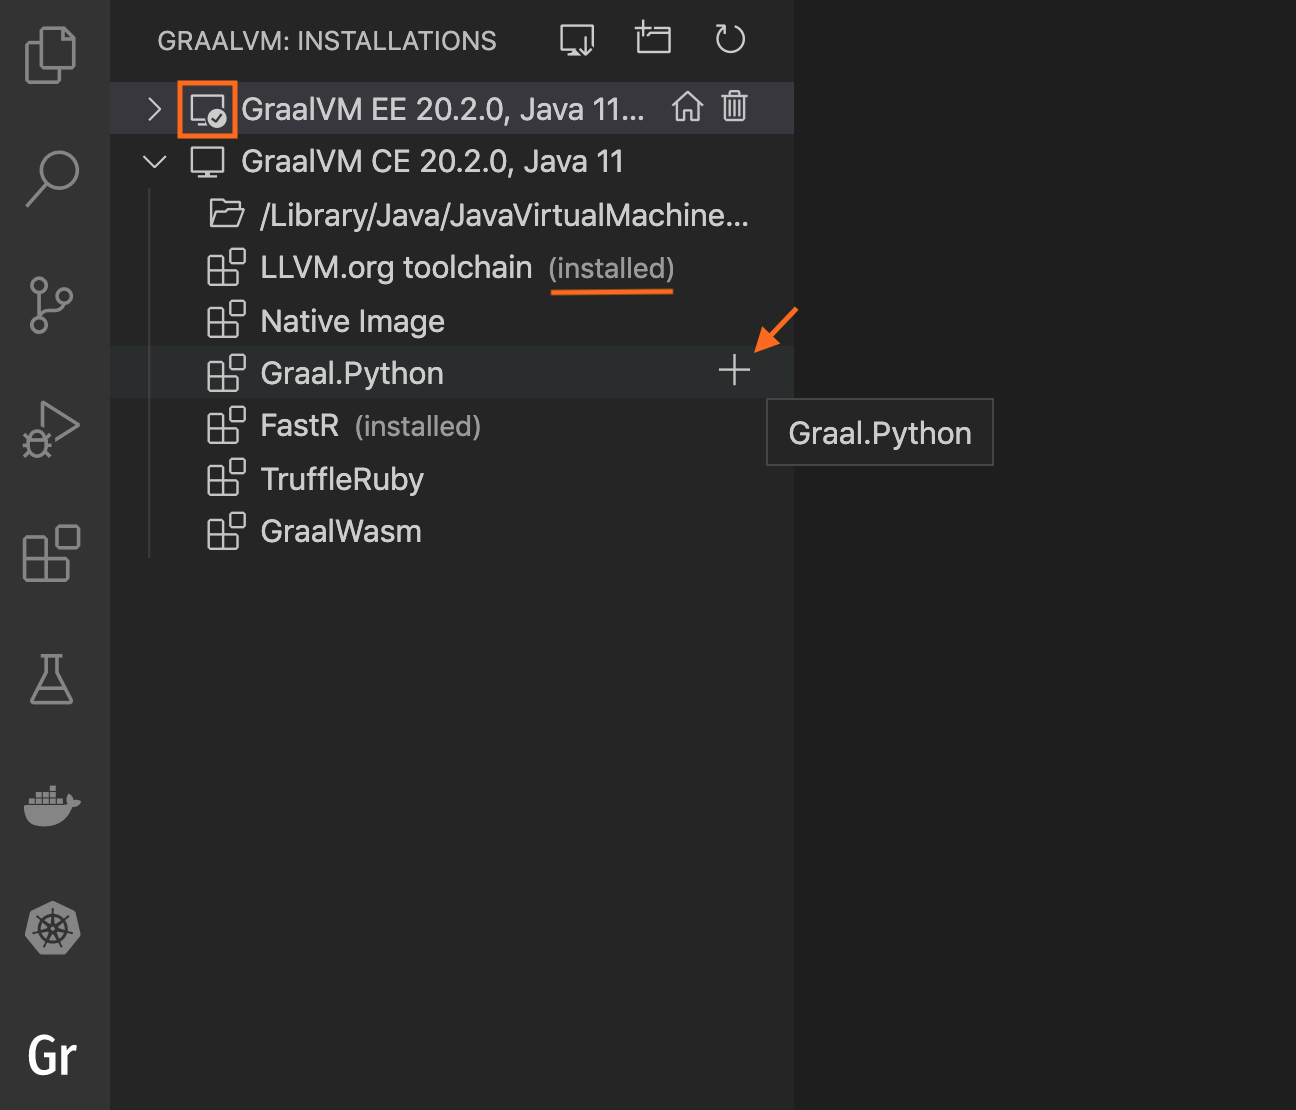 GRAALVM: INSTALLATIONS
GraalVM EE 20.2.0, Java 11...
GraalVM CE 20.2.0, Java 11
/Library/Java/JavaVirtualMachine...
LLVM.org toolchain (installed)
Native Image
Graal.Python
Graal.Python
FastR (installed)
TruffleRuby
GraalWasm
Gr